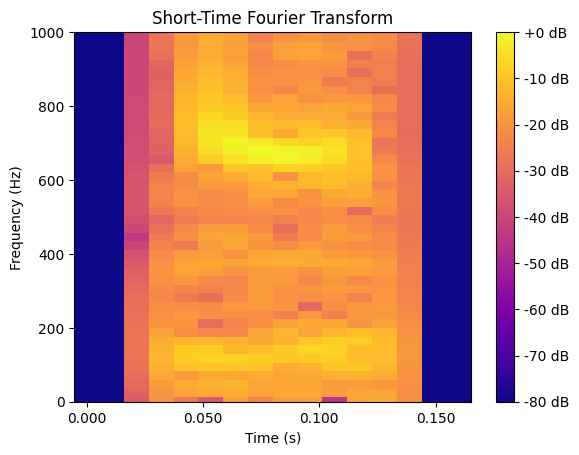 Short-Time Fourier Transform
1000
800
600
400
200
0
Frequency (Hz)
0.000
0.050
0.100
0.150
Time (s)
+0 dB
-10 dB
-20 dB
-30 dB
-40 dB
-50 dB
-60 dB
-70 dB
-80 dB